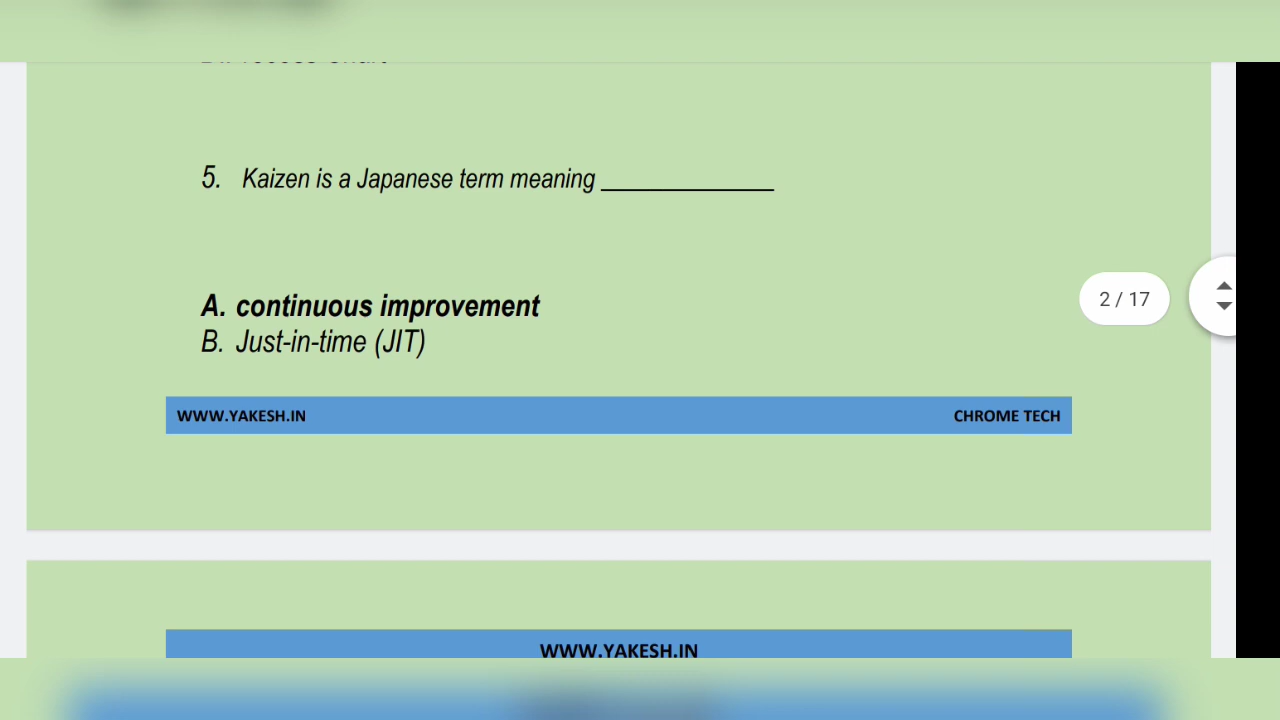 5. Kaizen is a Japanese term meaning _____________
A. continuous improvement
B. Just-in-time (JIT)
2 / 17
WWW.YAKESH.IN CHROME TECH
WWW.YAKESH.IN